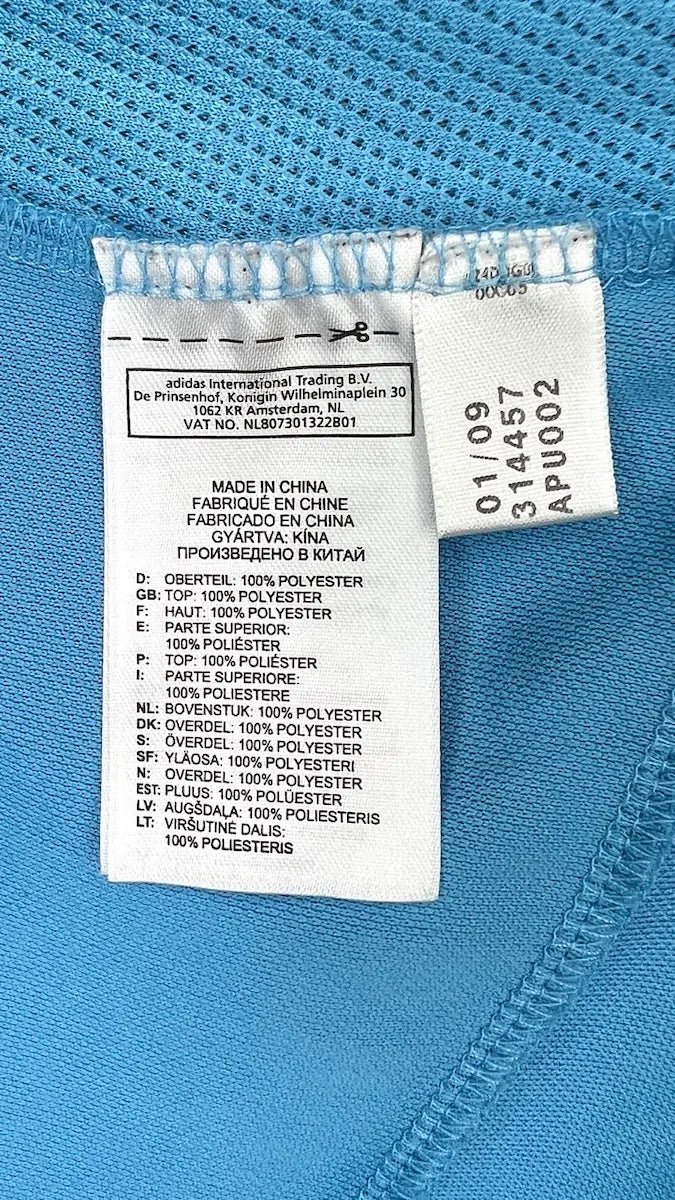 adidas International Trading B.V.
De Prinsenhof, Konigin Wilhelminaplein 30
1062 KR Amsterdam, NL
VAT NO. NL807301322B01
MADE IN CHINA
FABRIQUÉ EN CHINE
FABRICADO EN CHINA
GYÁRTVA: KÍNA
ПРОИЗВЕДЕНО В КИТАЙ
D: OBERTEIL: 100% POLYESTER
GB: TOP: 100% POLYESTER
F: HAUT: 100% POLYESTER
E: PARTE SUPERIOR:
100% POLIÉSTER
P: TOP: 100% POLIÉSTER
I: PARTE SUPERIORE:
100% POLIESTERE
NL: BOVENSTUK: 100% POLYESTER
DK: OVERDEL: 100% POLYESTER
S: ÖVERDEL: 100% POLYESTER
SF: YLÄOSA: 100% POLYESTERI
N: OVERDEL: 100% POLYESTER
EST: PLUUS: 100% POLÜESTER
LV: AUGŠDAĻA: 100% POLIESTERIS
LT: VIRŠUTINĖ DALIS:
100% POLIESTERIS
01/09
314457
APU002